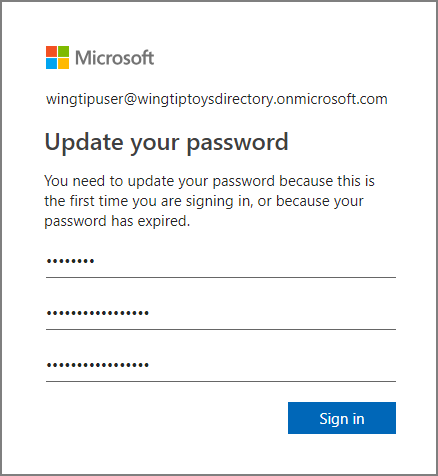 Microsoft
wingtipuser@wingtiptoysdirectory.onmicrosoft.com
Update your password
You need to update your password because this is
the first time you are signing in, or because your
password has expired.
••••••••
•••••••••••••••••
•••••••••••••••••
Sign in